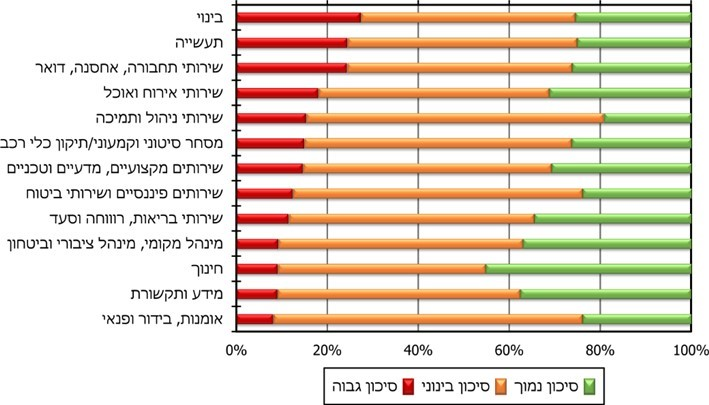 בינוי
תעשייה
שירותי תחבורה, אחסנה, דואר
שירותי אירוח ואוכל
שירותי ניהול ותמיכה
מסחר סיטוני וקמעוני/תיקון כלי רכב
שירותים מקצועיים, מדעיים וטכניים
שירותים פיננסיים ושירותי ביטוח
שירותי בריאות, רווחה וסעד
מינהל מקומי, מינהל ציבורי וביטחון
חינוך
מידע ותקשורת
אומנות, בידור ופנאי
0% 20% 40% 60% 80% 100%
סיכון נמוך סיכון בינוני סיכון גבוה